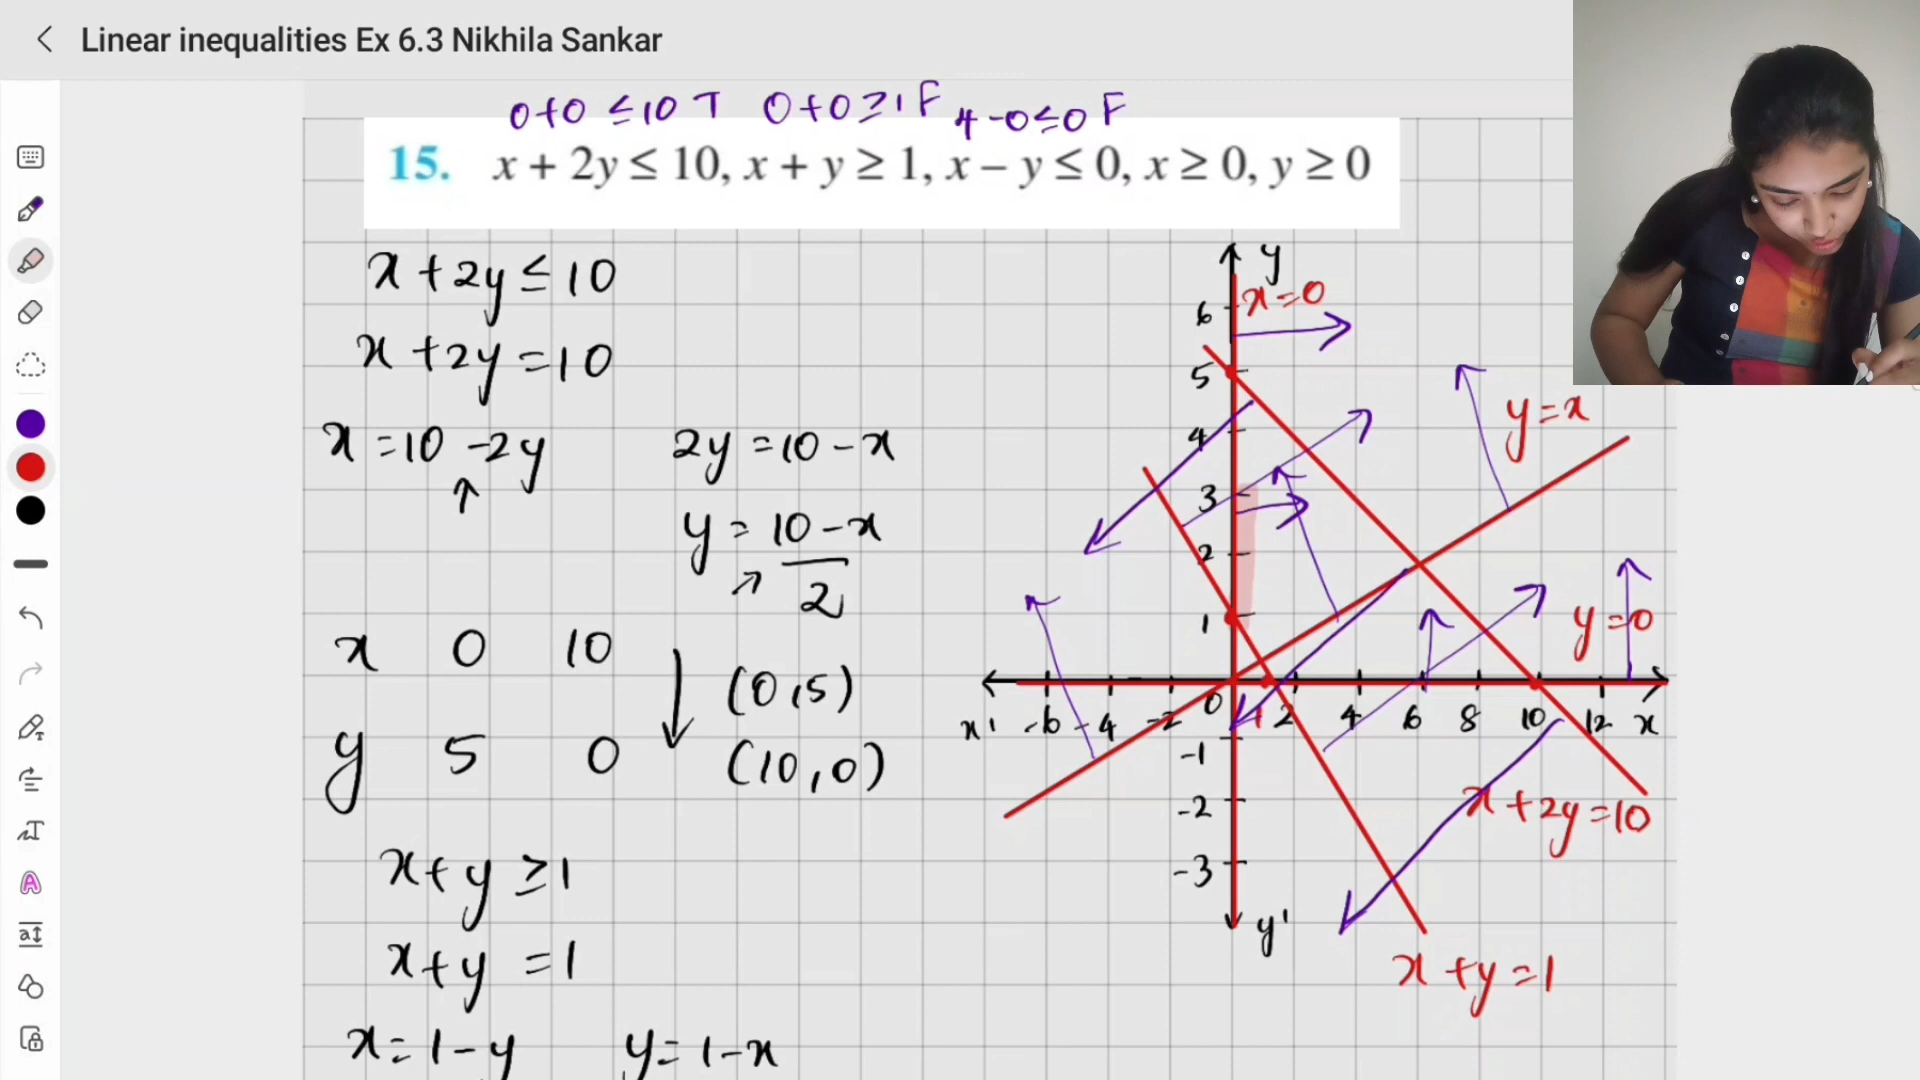 Linear inequalities Ex 6.3 Nikhila Sankar
0+0 ≤10 T 0+0≥1 F 4-0≤0 F
15. x + 2y ≤ 10, x + y ≥ 1, x – y ≤ 0, x ≥ 0, y ≥ 0
x+2y≤10
x+2y=10
x=10-2y
↑
2y=10-x
y=10-x
↗ 2
x 0 10
y 5 0
(0,5)
(10,0)
x+y≥1
x+y=1
x=1-y y=1-x
y
x=0
6
5
4
3
2
1
y=x
y=0
x' -6 -4 -2 0 1 2 4 6 8 10 12 x
-1
-2
-3
y'
x+2y=10
x+y=1